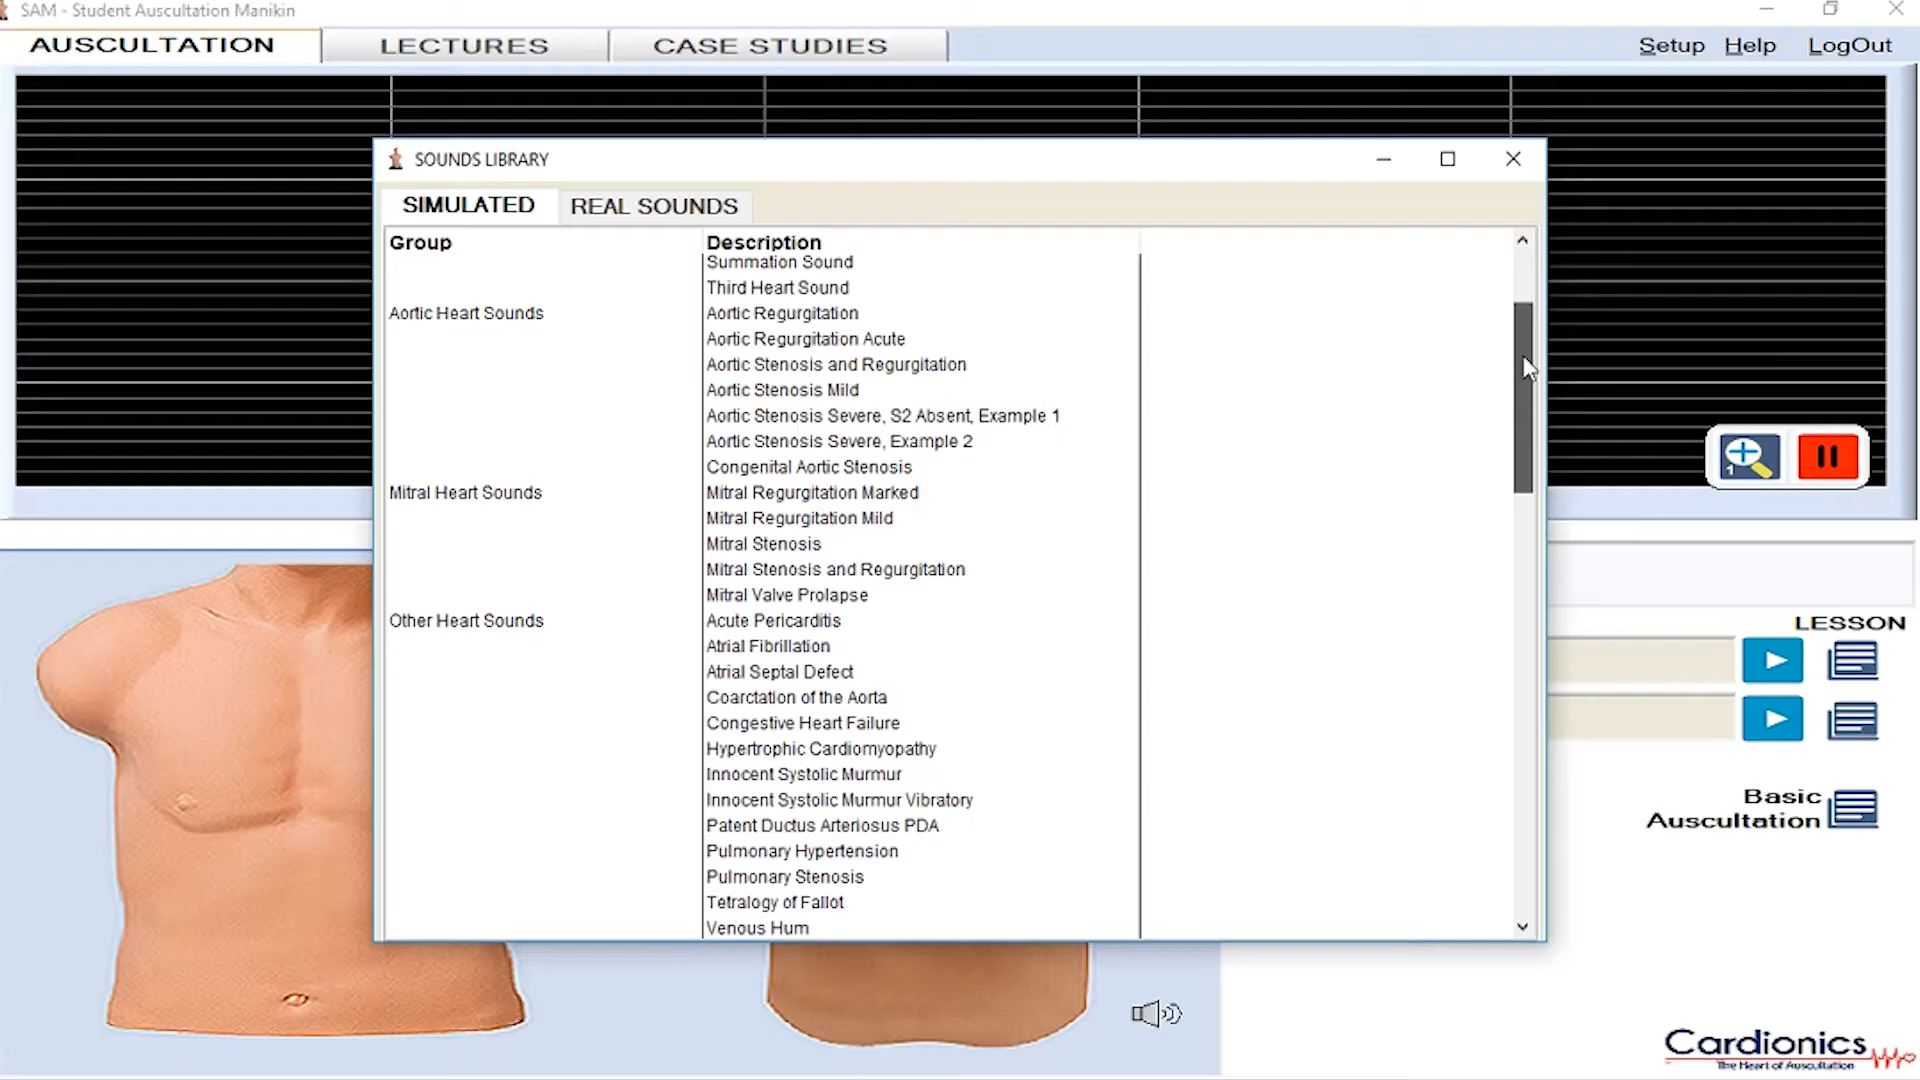 SAM - Student Auscultation Manikin
AUSCULTATION LECTURES CASE STUDIES Setup Help LogOut
SOUNDS LIBRARY
SIMULATED REAL SOUNDS
Group Description
Summation Sound
Third Heart Sound
Aortic Heart Sounds Aortic Regurgitation
Aortic Regurgitation Acute
Aortic Stenosis and Regurgitation
Aortic Stenosis Mild
Aortic Stenosis Severe, S2 Absent, Example 1
Aortic Stenosis Severe, Example 2
Congenital Aortic Stenosis
Mitral Heart Sounds Mitral Regurgitation Marked
Mitral Regurgitation Mild
Mitral Stenosis
Mitral Stenosis and Regurgitation
Mitral Valve Prolapse
Other Heart Sounds Acute Pericarditis
Atrial Fibrillation
Atrial Septal Defect
Coarctation of the Aorta
Congestive Heart Failure
Hypertrophic Cardiomyopathy
Innocent Systolic Murmur
Innocent Systolic Murmur Vibratory
Patent Ductus Arteriosus PDA
Pulmonary Hypertension
Pulmonary Stenosis
Tetralogy of Fallot
Venous Hum
1
LESSON
Basic
Auscultation
Cardionics
The Heart of Auscultation